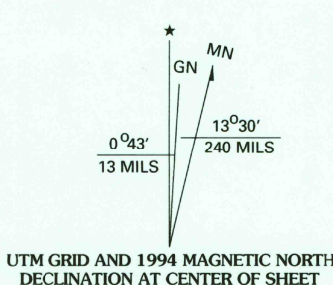 ★
MN
GN
13°30′
0°43′
240 MILS
13 MILS
UTM GRID AND 1994 MAGNETIC NORTH
DECLINATION AT CENTER OF SHEET